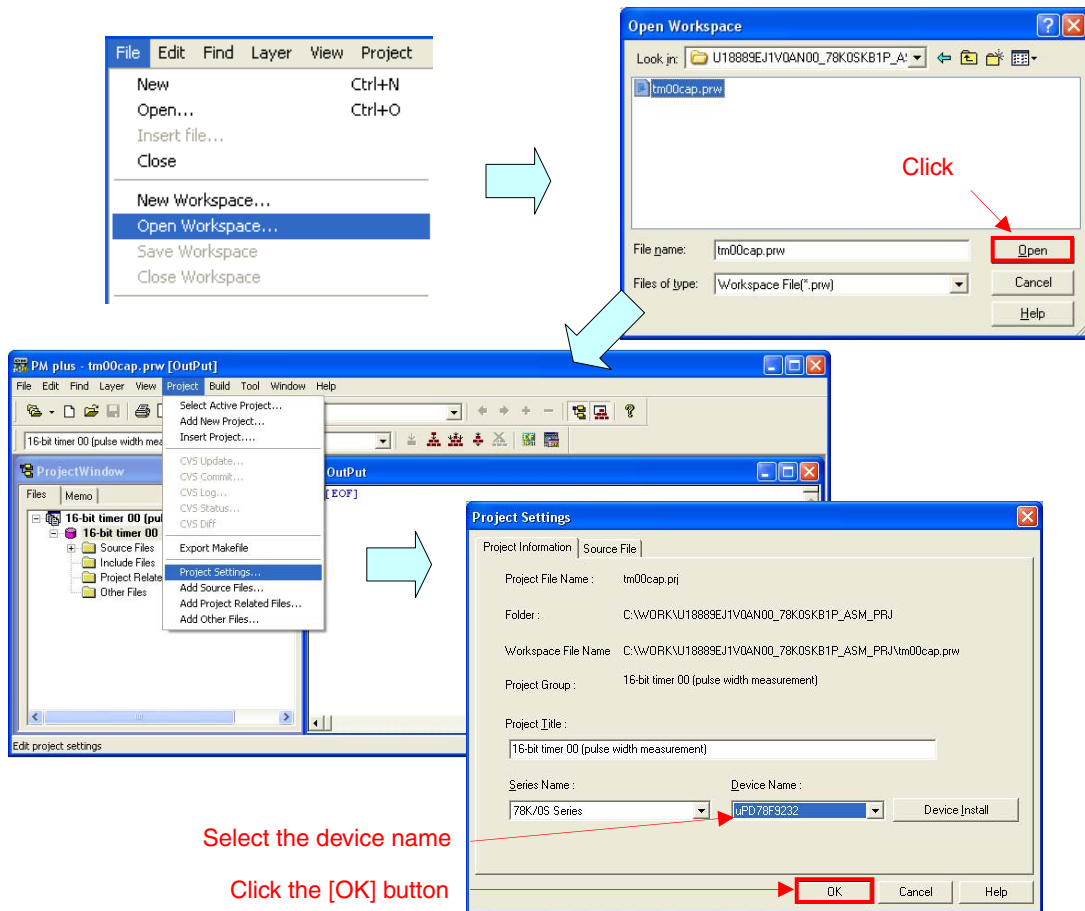 File Edit Find Layer View Project
New Ctrl+N
Open... Ctrl+O
Insert file...
Close
New Workspace...
Open Workspace...
Save Workspace
Close Workspace
Open Workspace
Look in: U18889EJ1V0AN00_78K0SKB1P_A
tm00cap.prw
Click
File name: tm00cap.prw Open
Files of type: Workspace File(*.prw) Cancel
Help
PM plus - tm00cap.prw [OutPut]
File Edit Find Layer View Project Build Tool Window Help
Select Active Project...
Add New Project...
Insert Project....
CVS Update...
CVS Commit...
CVS Log...
CVS Status...
CVS Diff
Export Makefile
Project Settings...
Add Source Files...
Add Project Related Files...
Add Other Files...
16-bit timer 00 (pulse width mea
ProjectWindow
Files Memo
16-bit timer 00 (pul
16-bit timer 00
Source Files
Include Files
Project Relate
Other Files
OutPut
[EOF]
Edit project settings
Project Settings
Project Information Source File
Project File Name : tm00cap.prj
Folder : C:\WORK\U18889EJ1V0AN00_78K0SKB1P_ASM_PRJ
Workspace File Name C:\WORK\U18889EJ1V0AN00_78K0SKB1P_ASM_PRJ\tm00cap.prw
Project Group : 16-bit timer 00 (pulse width measurement)
Project Title :
16-bit timer 00 (pulse width measurement)
Series Name : Device Name :
78K/0S Series uPD78F9232 Device Install
Select the device name
Click the [OK] button
OK Cancel Help